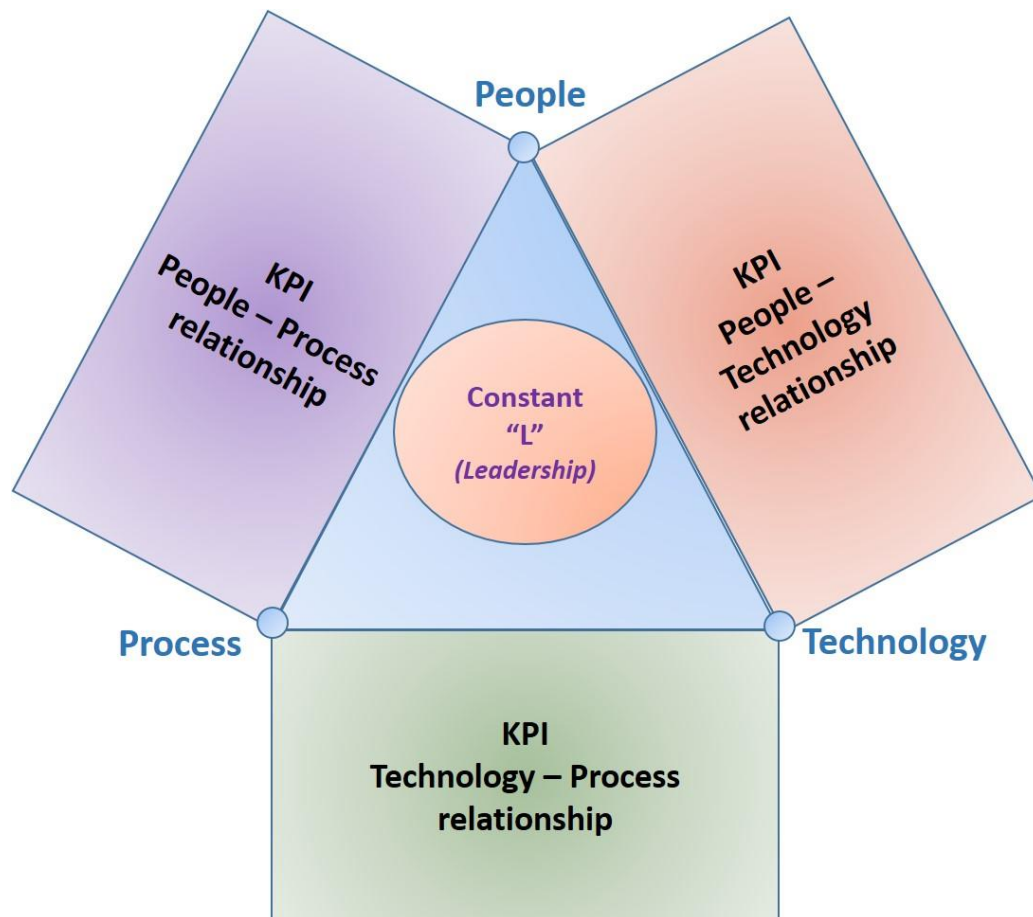 People
KPI
People – Process
relationship
KPI
People –
Technology
relationship
Constant
“L”
(Leadership)
Process
Technology
KPI
Technology – Process
relationship